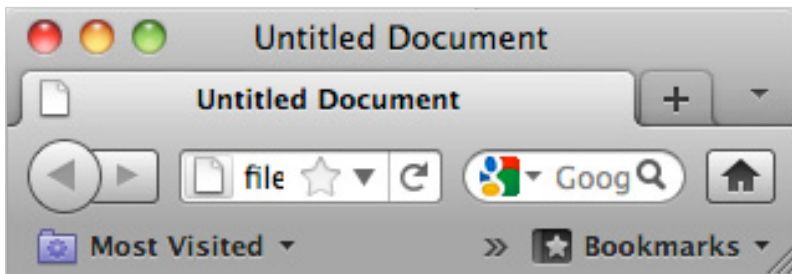 Untitled Document
Untitled Document
file Goog
Most Visited » Bookmarks